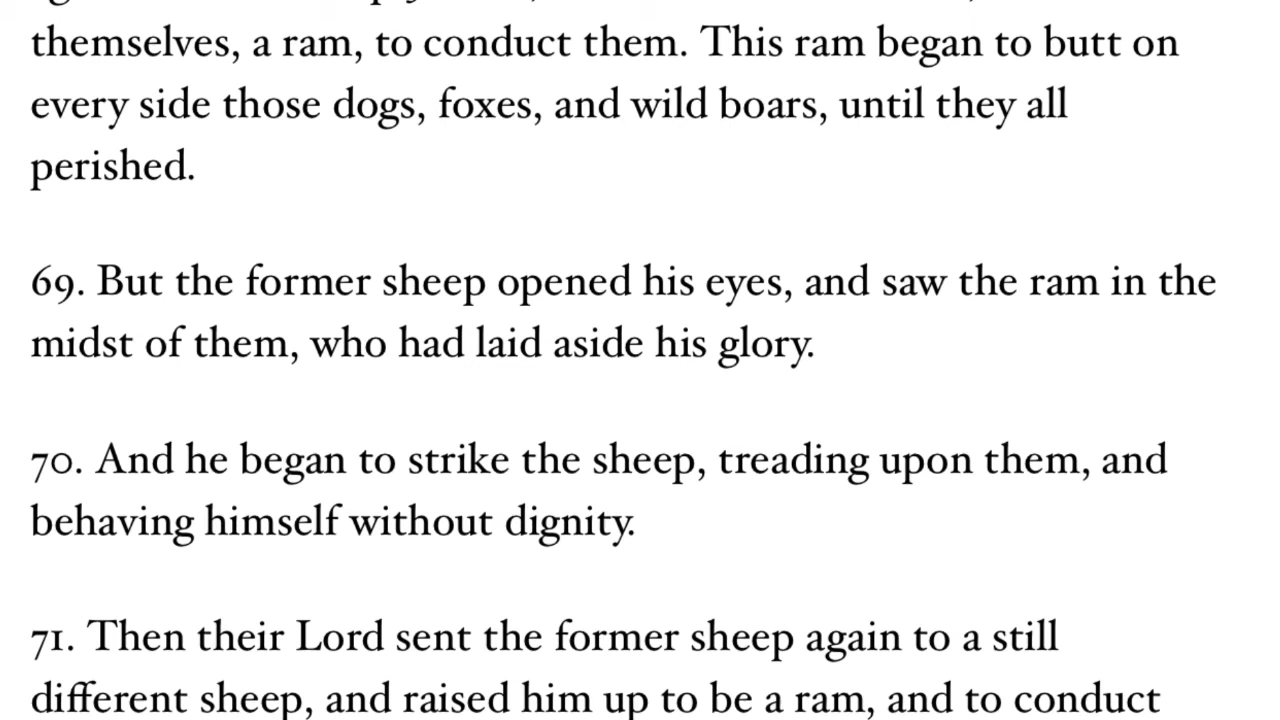 themselves, a ram, to conduct them. This ram began to butt on
every side those dogs, foxes, and wild boars, until they all
perished.
69. But the former sheep opened his eyes, and saw the ram in the
midst of them, who had laid aside his glory.
70. And he began to strike the sheep, treading upon them, and
behaving himself without dignity.
71. Then their Lord sent the former sheep again to a still
different sheep, and raised him up to be a ram, and to conduct